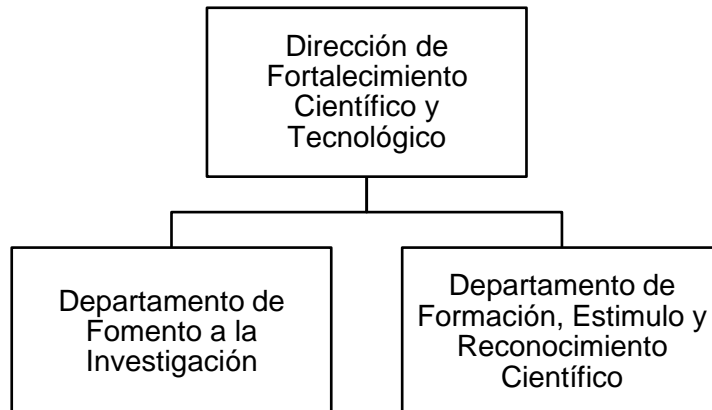 Dirección de
Fortalecimiento
Científico y
Tecnológico
Departamento de
Fomento a la
Investigación
Departamento de
Formación, Estimulo y
Reconocimiento
Científico